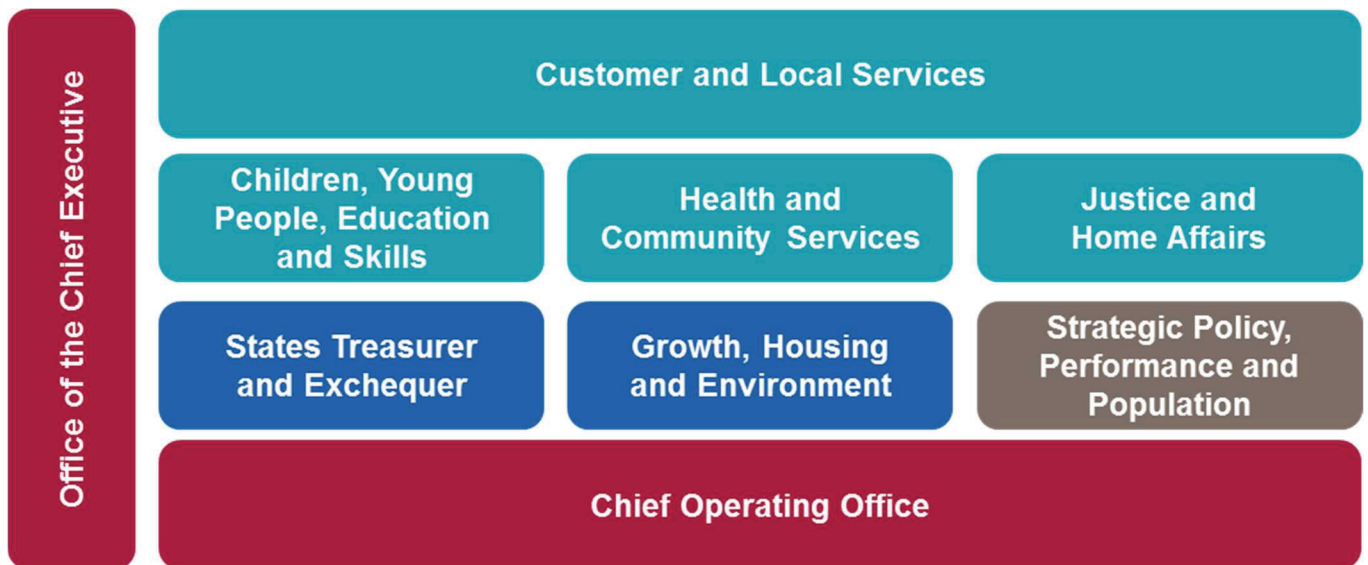 Office of the Chief Executive
Customer and Local Services
Children, Young
People, Education
and Skills
Health and
Community Services
Justice and
Home Affairs
States Treasurer
and Exchequer
Growth, Housing
and Environment
Strategic Policy,
Performance and
Population
Chief Operating Office